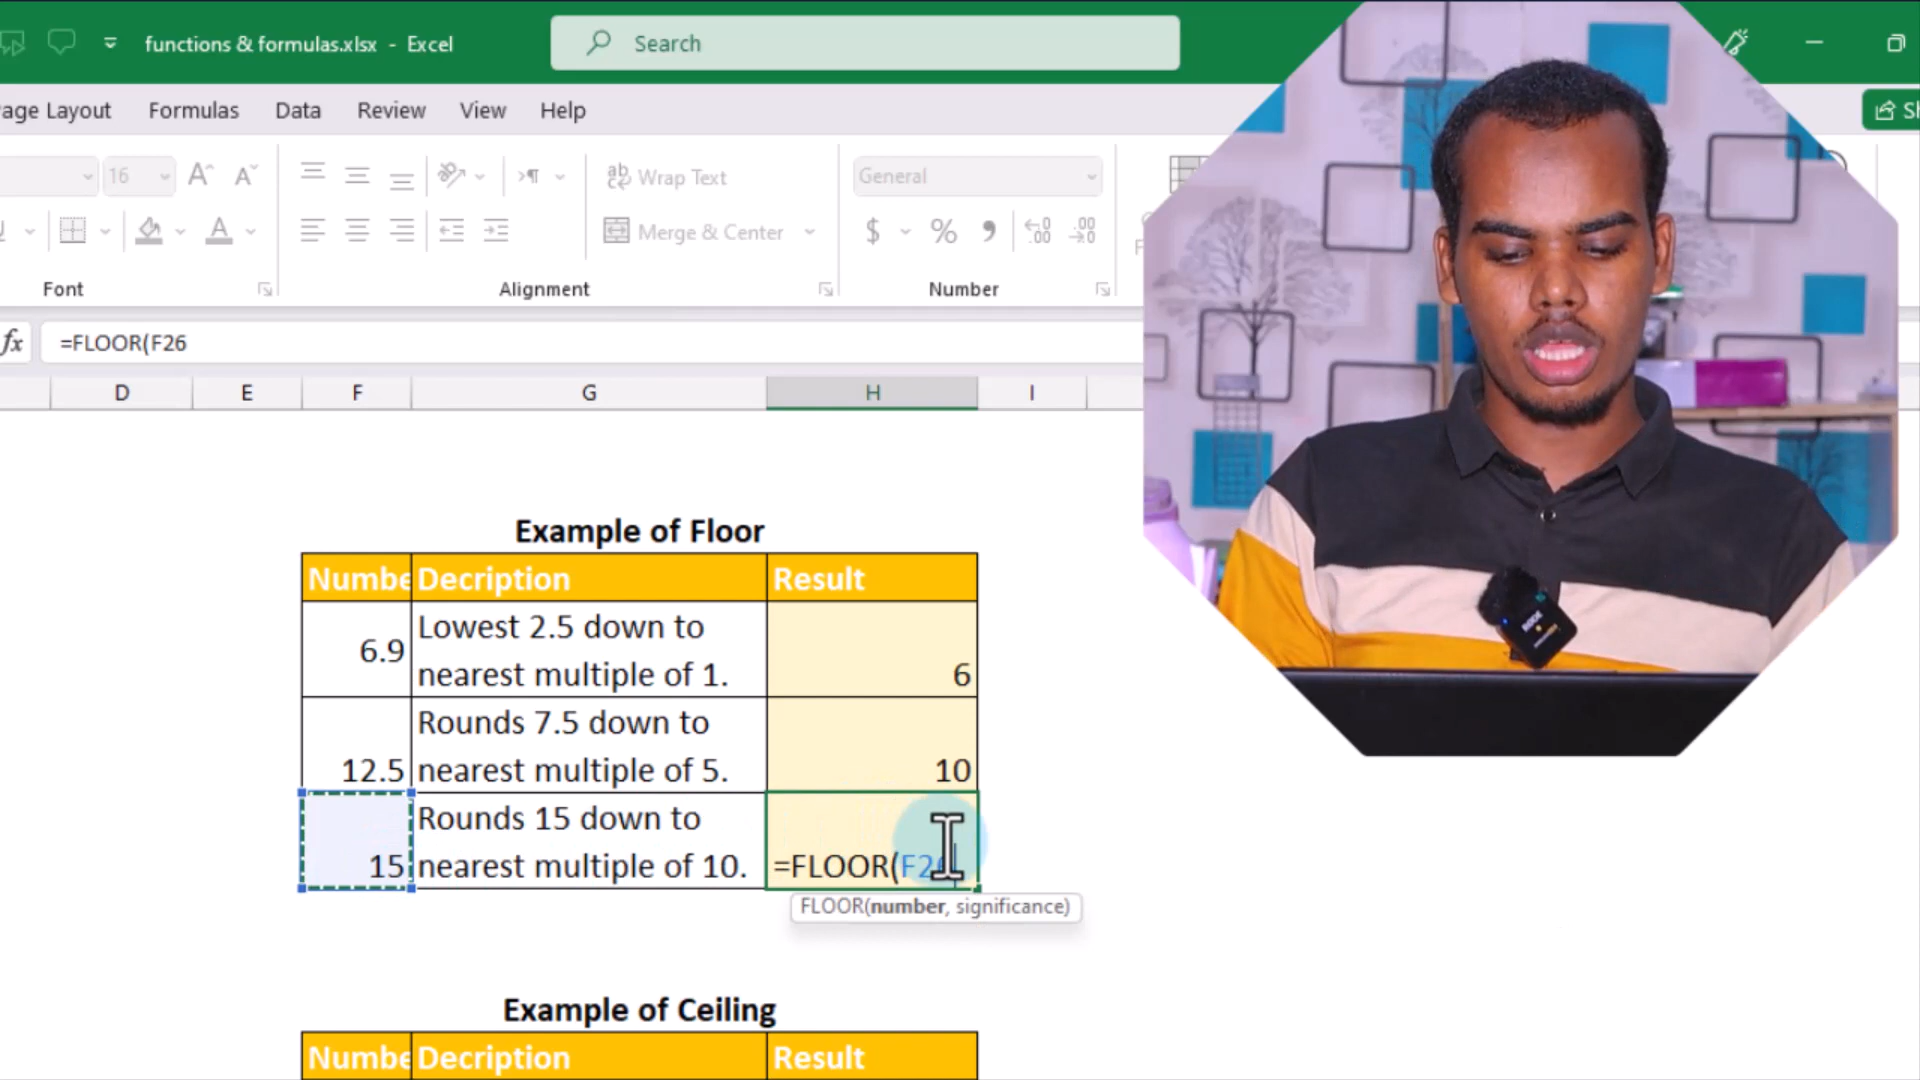 functions & formulas.xlsx - Excel
Search
age Layout Formulas Data Review View Help
16
Wrap Text
General
Merge & Center
Font
Alignment
Number
=FLOOR(F26
D E F G H I
Example of Floor
Numbe Decription Result
6.9 Lowest 2.5 down to
nearest multiple of 1. 6
Rounds 7.5 down to
12.5 nearest multiple of 5. 10
Rounds 15 down to
15 nearest multiple of 10. =FLOOR(F26
FLOOR(number, significance)
Example of Ceiling
Numbe Decription Result